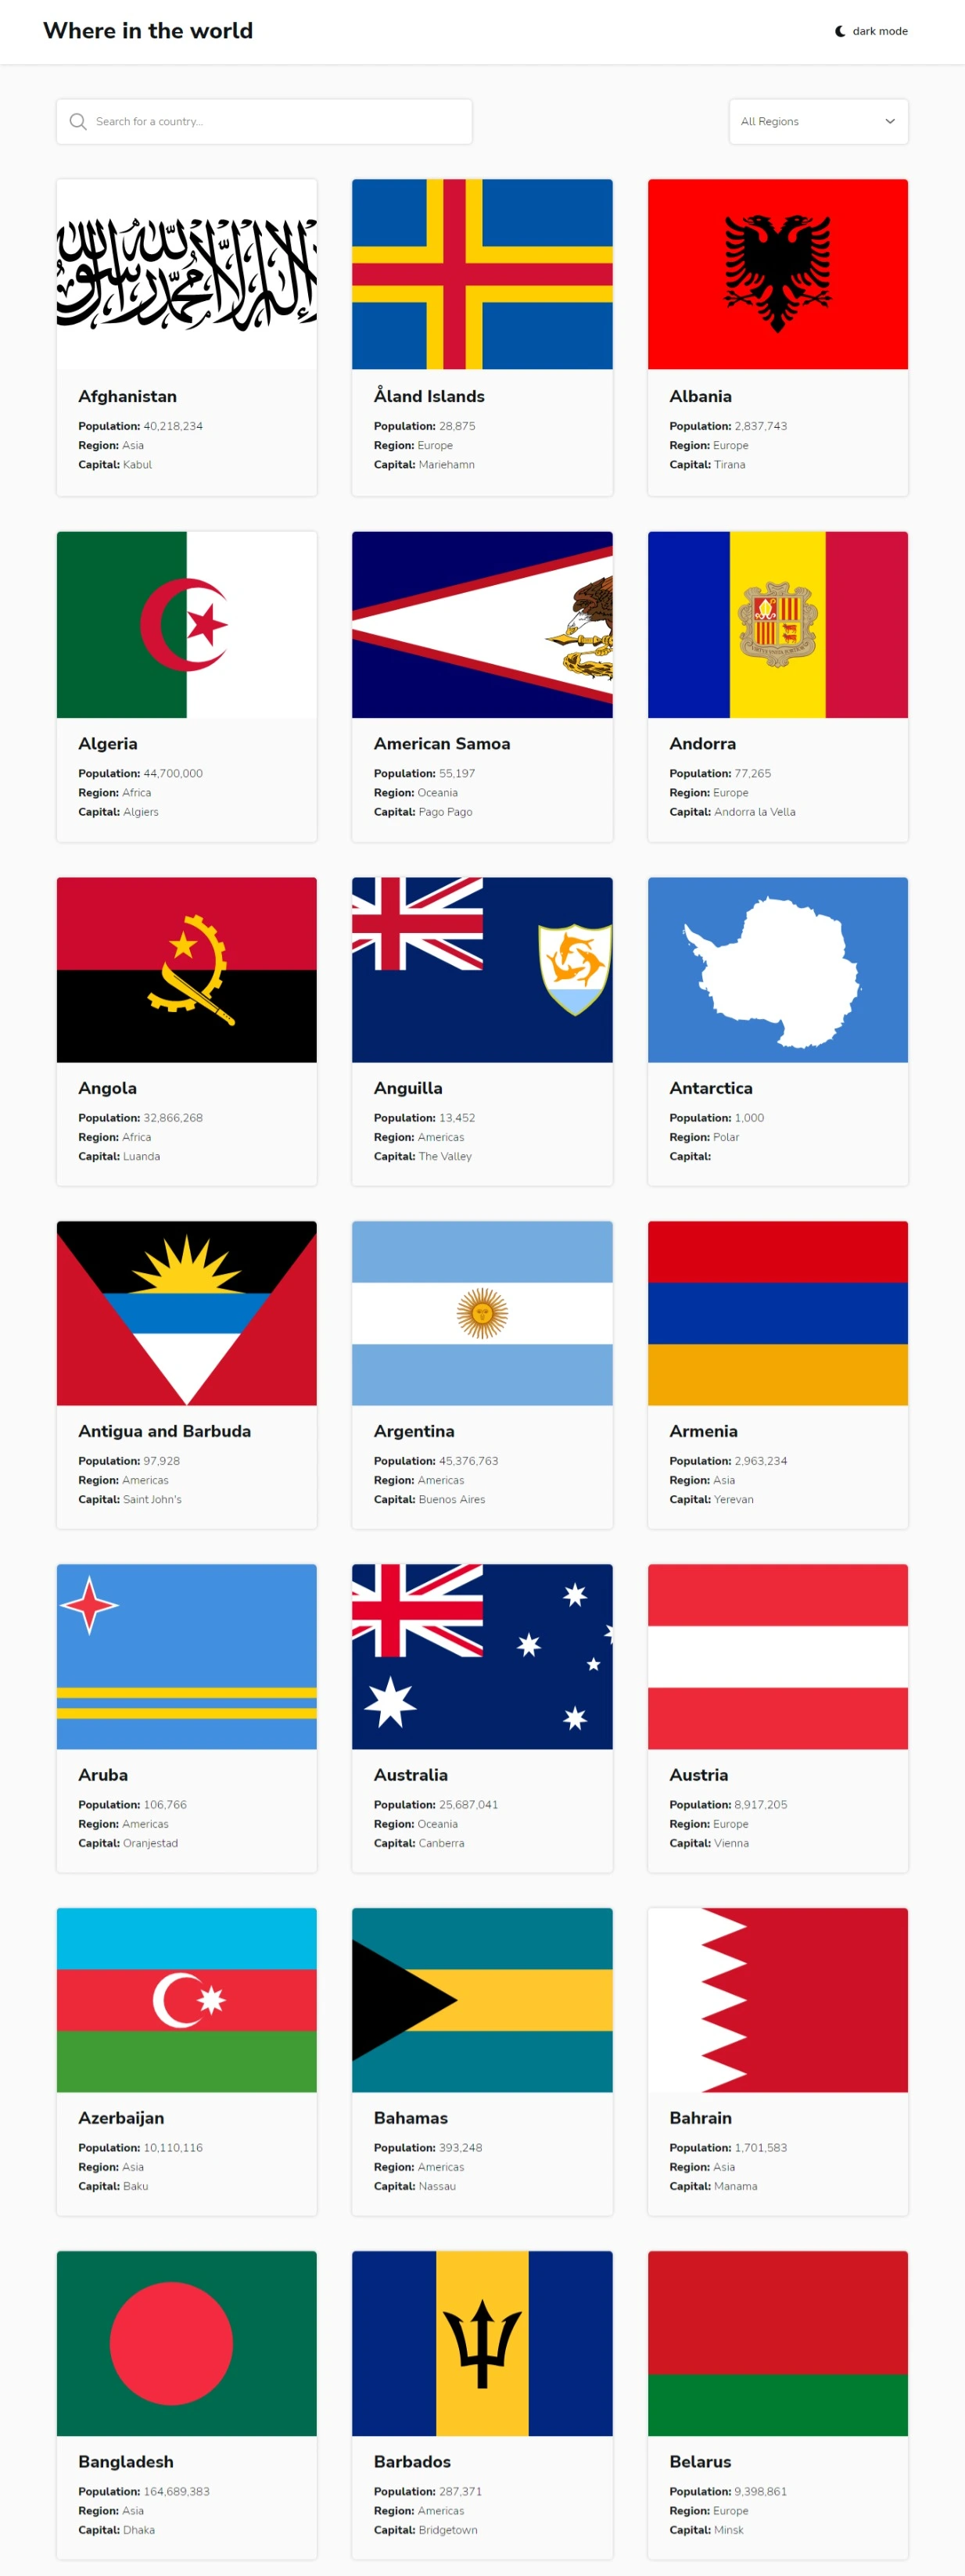 Where in the world
dark mode
Search for a country...
All Regions
Afghanistan
Population: 40,218,234
Region: Asia
Capital: Kabul
Åland Islands
Population: 28,875
Region: Europe
Capital: Mariehamn
Albania
Population: 2,837,743
Region: Europe
Capital: Tirana
Algeria
Population: 44,700,000
Region: Africa
Capital: Algiers
American Samoa
Population: 55,197
Region: Oceania
Capital: Pago Pago
Andorra
Population: 77,265
Region: Europe
Capital: Andorra la Vella
Angola
Population: 32,866,268
Region: Africa
Capital: Luanda
Anguilla
Population: 13,452
Region: Americas
Capital: The Valley
Antarctica
Population: 1,000
Region: Polar
Capital:
Antigua and Barbuda
Population: 97,928
Region: Americas
Capital: Saint John's
Argentina
Population: 45,376,763
Region: Americas
Capital: Buenos Aires
Armenia
Population: 2,963,234
Region: Asia
Capital: Yerevan
Aruba
Population: 106,766
Region: Americas
Capital: Oranjestad
Australia
Population: 25,687,041
Region: Oceania
Capital: Canberra
Austria
Population: 8,917,205
Region: Europe
Capital: Vienna
Azerbaijan
Population: 10,110,116
Region: Asia
Capital: Baku
Bahamas
Population: 393,248
Region: Americas
Capital: Nassau
Bahrain
Population: 1,701,583
Region: Asia
Capital: Manama
Bangladesh
Population: 164,689,383
Region: Asia
Capital: Dhaka
Barbados
Population: 287,371
Region: Americas
Capital: Bridgetown
Belarus
Population: 9,398,861
Region: Europe
Capital: Minsk